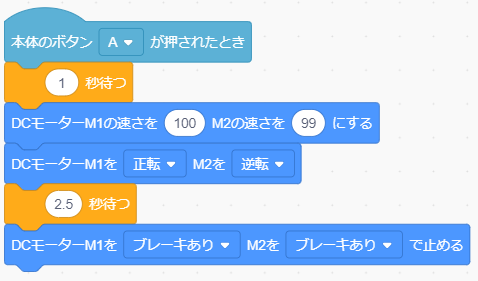 本体のボタン A が押されたとき
1 秒待つ
DCモーターM1の速さを 100 M2の速さを 99 にする
DCモーターM1を 正転 M2を 逆転
2.5 秒待つ
DCモーターM1を ブレーキあり M2を ブレーキあり で止める